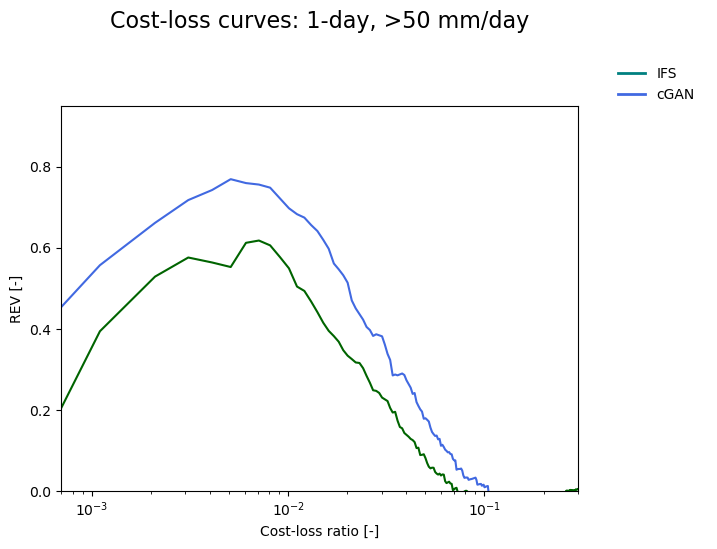 Cost-loss curves: 1-day, >50 mm/day
IFS
cGAN
0.8
0.6
0.4
0.2
0.0
REV [-]
10⁻³
10⁻²
10⁻¹
Cost-loss ratio [-]